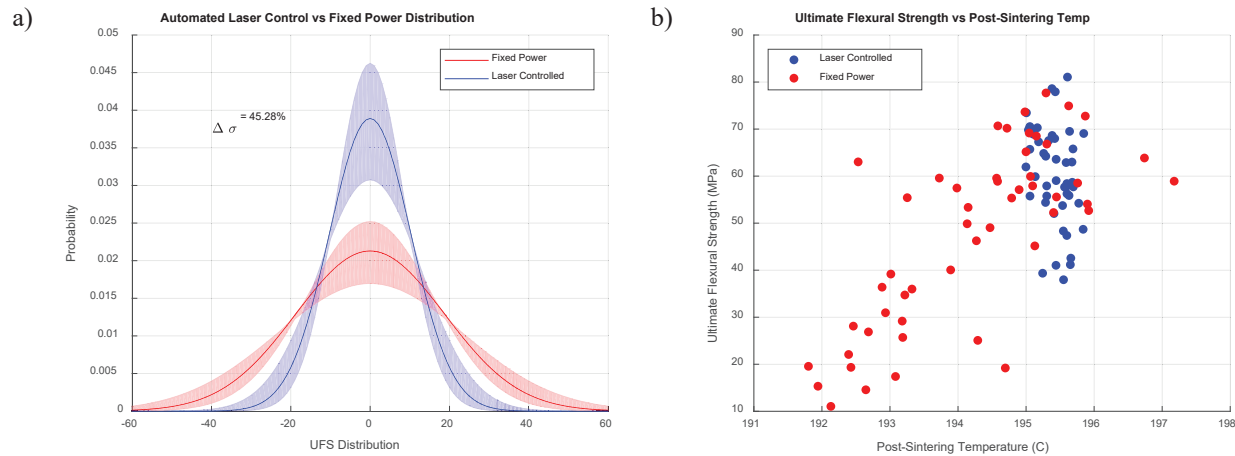 a)
Automated Laser Control vs Fixed Power Distribution
0.05
0.045
0.04
0.035
0.03
0.025
0.02
0.015
0.01
0.005
0
Probability
Fixed Power
Laser Controlled
Δ σ = 45.28%
-60 -40 -20 0 20 40 60
UFS Distribution
b)
Ultimate Flexural Strength vs Post-Sintering Temp
90
80
70
60
50
40
30
20
10
Ultimate Flexural Strength (MPa)
Laser Controlled
Fixed Power
191 192 193 194 195 196 197 198
Post-Sintering Temperature (C)